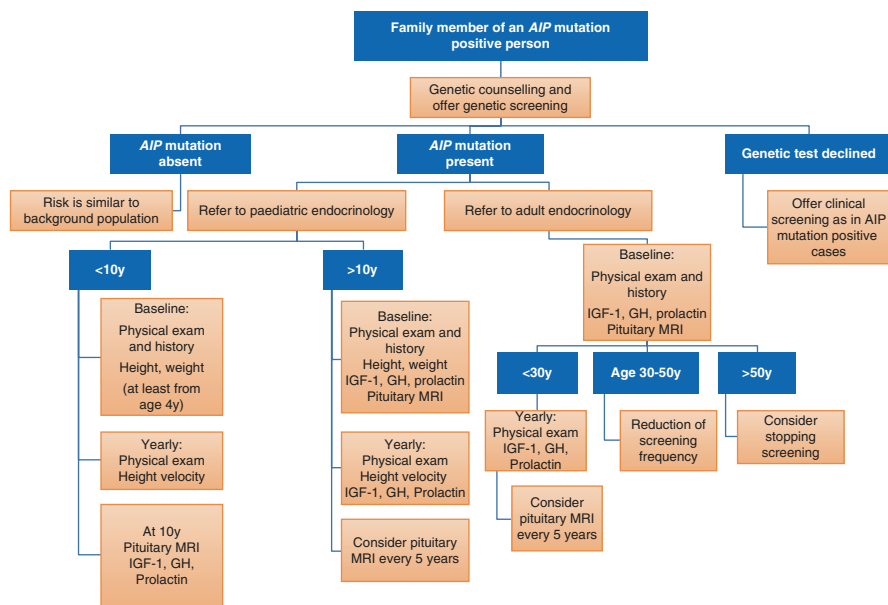 Family member of an AIP mutation
positive person
Genetic counselling and
offer genetic screening
AIP mutation
absent
AIP mutation
present
Genetic test declined
Risk is similar to
background population
Refer to paediatric endocrinology
Refer to adult endocrinology
Offer clinical
screening as in AIP
mutation positive
cases
<10y
>10y
Baseline:
Physical exam and
history
IGF-1, GH, prolactin
Pituitary MRI
Baseline:
Physical exam
and history
Height, weight
(at least from
age 4y)
Baseline:
Physical exam and
history
Height, weight
IGF-1, GH, prolactin
Pituitary MRI
<30y
Age 30-50y
>50y
Yearly:
Physical exam
Height velocity
Yearly:
Physical exam
Height velocity
IGF-1, GH, Prolactin
Yearly:
Physical exam
IGF-1, GH,
Prolactin
Reduction of
screening
frequency
Consider
stopping
screening
At 10y
Pituitary MRI
IGF-1, GH,
Prolactin
Consider pituitary
MRI every 5 years
Consider
pituitary MRI
every 5 years